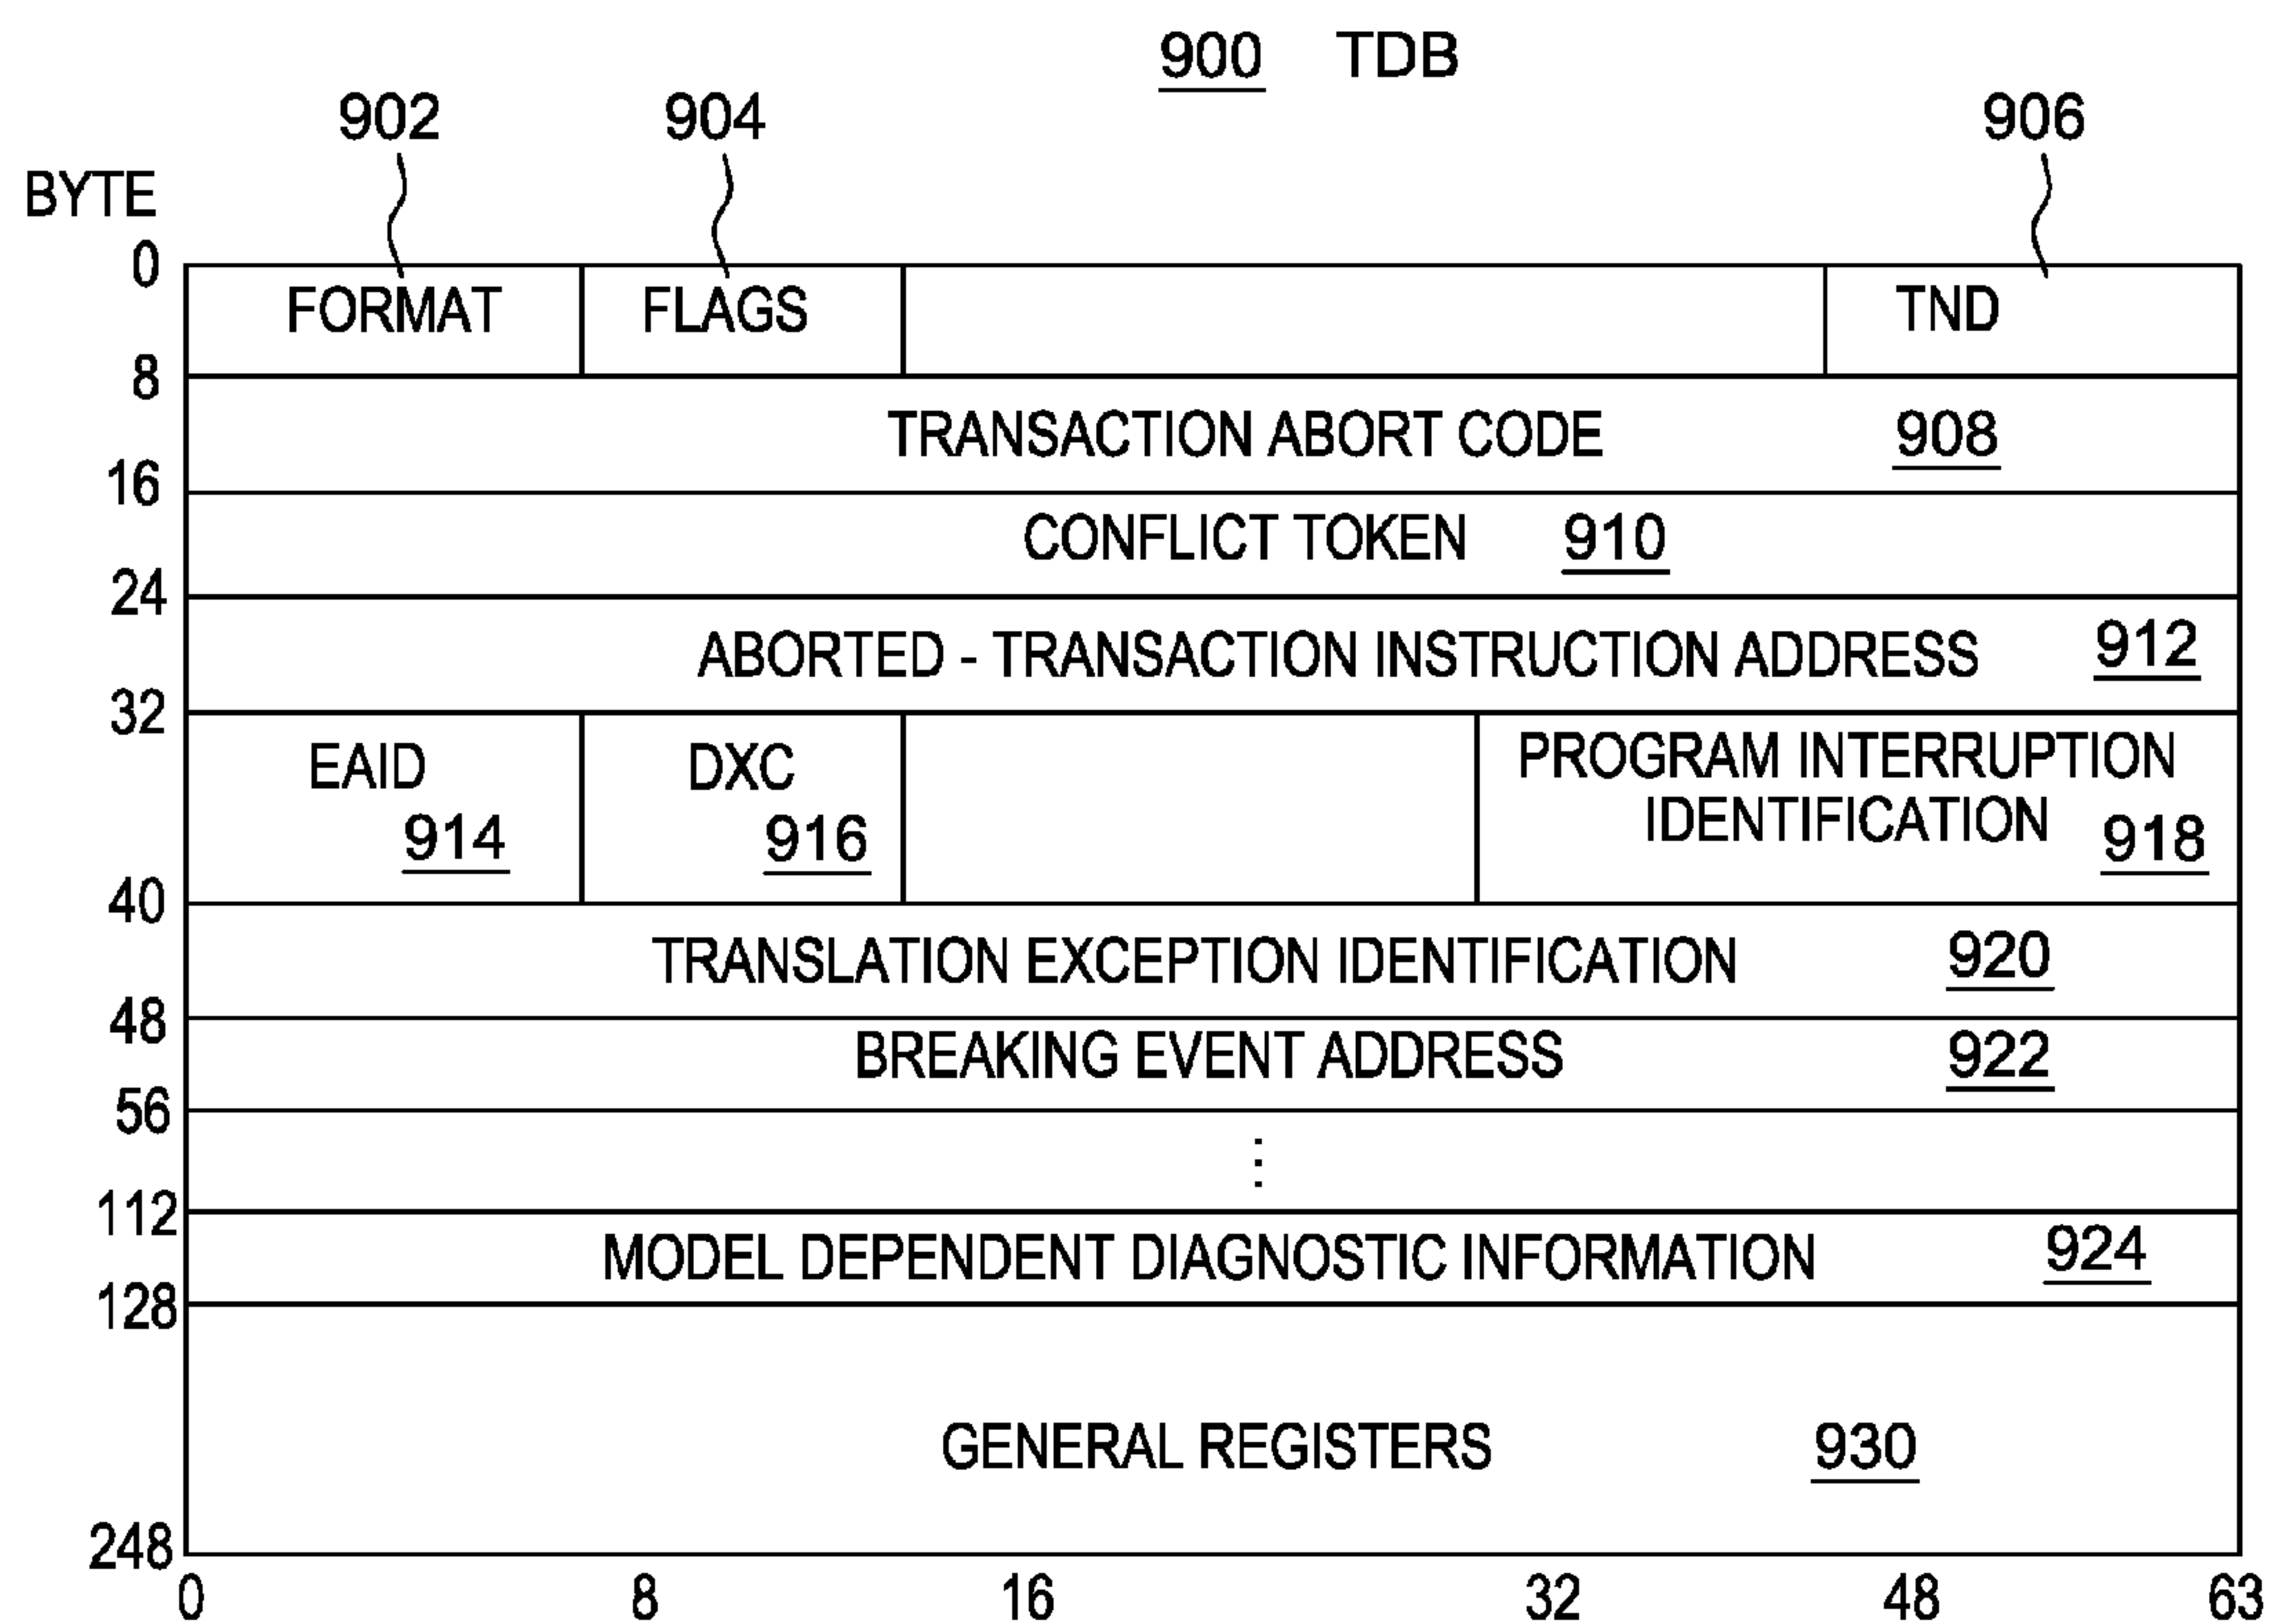 900 TDB
902 904 906
BYTE
0
FORMAT FLAGS TND
8
TRANSACTION ABORT CODE 908
16
CONFLICT TOKEN 910
24
ABORTED - TRANSACTION INSTRUCTION ADDRESS 912
32
EAID 914 DXC 916 PROGRAM INTERRUPTION
IDENTIFICATION 918
40
TRANSLATION EXCEPTION IDENTIFICATION 920
48
BREAKING EVENT ADDRESS 922
56
⋮
112
MODEL DEPENDENT DIAGNOSTIC INFORMATION 924
128
GENERAL REGISTERS 930
248
0 8 16 32 48 63